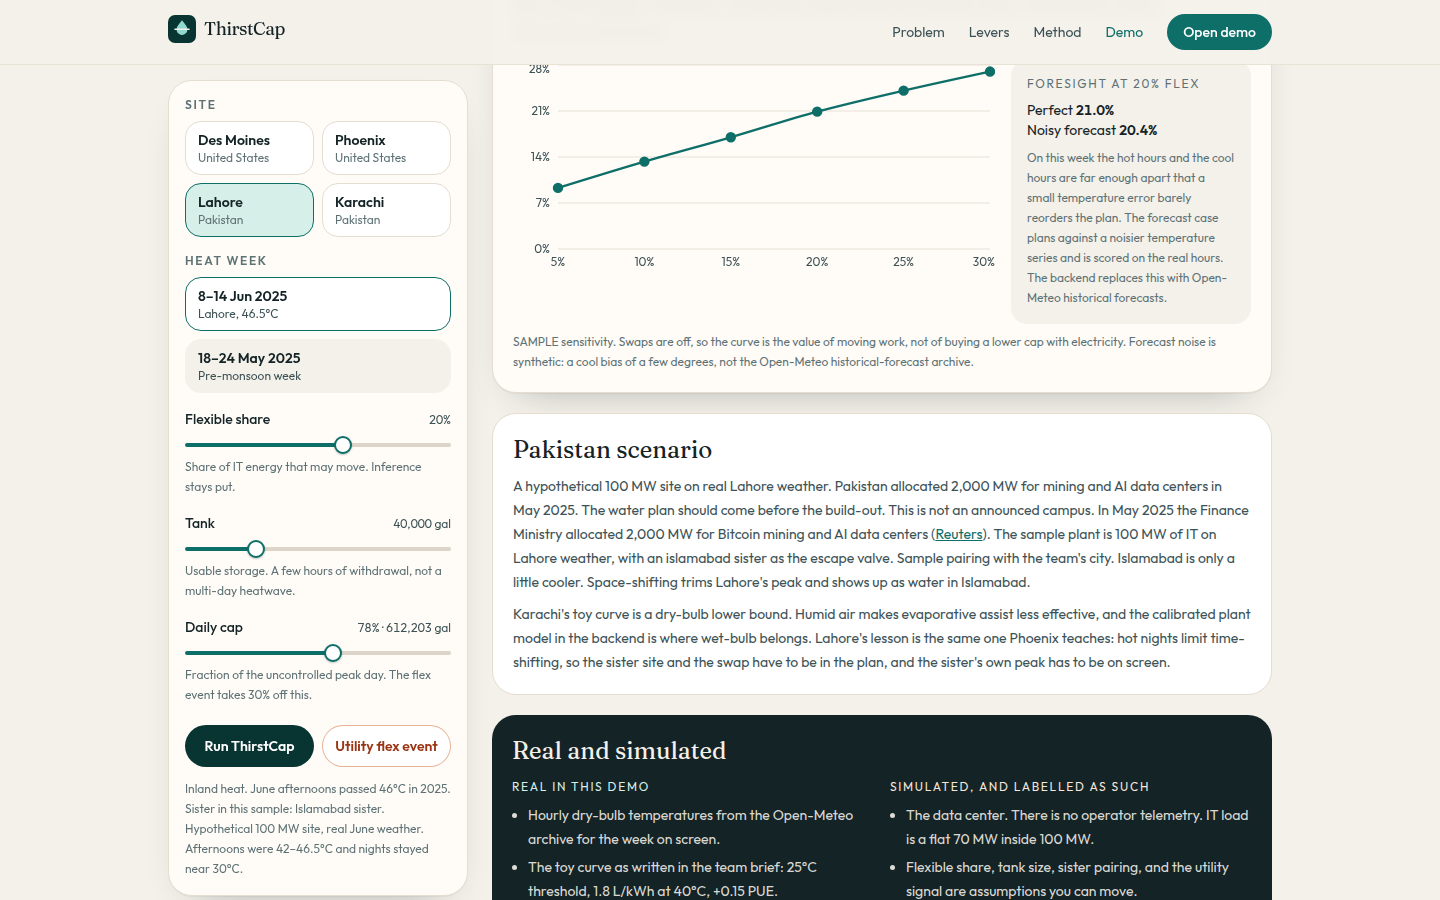 ThirstCap
Problem
Levers
Method
Demo
Open demo
SITE
Des Moines
United States
Phoenix
United States
Lahore
Pakistan
Karachi
Pakistan
HEAT WEEK
8–14 Jun 2025
Lahore, 46.5°C
18–24 May 2025
Pre-monsoon week
Flexible share
20%
Share of IT energy that may move. Inference
stays put.
Tank
40,000 gal
Usable storage. A few hours of withdrawal, not a
multi-day heatwave.
Daily cap
78% · 612,203 gal
Fraction of the uncontrolled peak day. The flex
event takes 30% off this.
Run ThirstCap
Utility flex event
Inland heat. June afternoons passed 46°C in 2025.
Sister in this sample: Islamabad sister.
Hypothetical 100 MW site, real June weather.
Afternoons were 42–46.5°C and nights stayed
near 30°C.
28%
21%
14%
7%
0%
5%
10%
15%
20%
25%
30%
FORESIGHT AT 20% FLEX
Perfect 21.0%
Noisy forecast 20.4%
On this week the hot hours and the cool
hours are far enough apart that a
small temperature error barely
reorders the plan. The forecast case
plans against a noisier temperature
series and is scored on the real hours.
The backend replaces this with Open-
Meteo historical forecasts.
SAMPLE sensitivity. Swaps are off, so the curve is the value of moving work, not of buying a lower cap with electricity. Forecast noise is
synthetic: a cool bias of a few degrees, not the Open-Meteo historical-forecast archive.
Pakistan scenario
A hypothetical 100 MW site on real Lahore weather. Pakistan allocated 2,000 MW for mining and AI data centers in
May 2025. The water plan should come before the build-out. This is not an announced campus. In May 2025 the Finance
Ministry allocated 2,000 MW for Bitcoin mining and AI data centers (Reuters). The sample plant is 100 MW of IT on
Lahore weather, with an islamabad sister as the escape valve. Sample pairing with the team's city. Islamabad is only a
little cooler. Space-shifting trims Lahore's peak and shows up as water in Islamabad.
Karachi's toy curve is a dry-bulb lower bound. Humid air makes evaporative assist less effective, and the calibrated plant
model in the backend is where wet-bulb belongs. Lahore's lesson is the same one Phoenix teaches: hot nights limit time-
shifting, so the sister site and the swap have to be in the plan, and the sister's own peak has to be on screen.
Real and simulated
REAL IN THIS DEMO
Hourly dry-bulb temperatures from the Open-Meteo
archive for the week on screen.
The toy curve as written in the team brief: 25°C
threshold, 1.8 L/kWh at 40°C, +0.15 PUE.
SIMULATED, AND LABELLED AS SUCH
The data center. There is no operator telemetry. IT load
is a flat 70 MW inside 100 MW.
Flexible share, tank size, sister pairing, and the utility
signal are assumptions you can move.